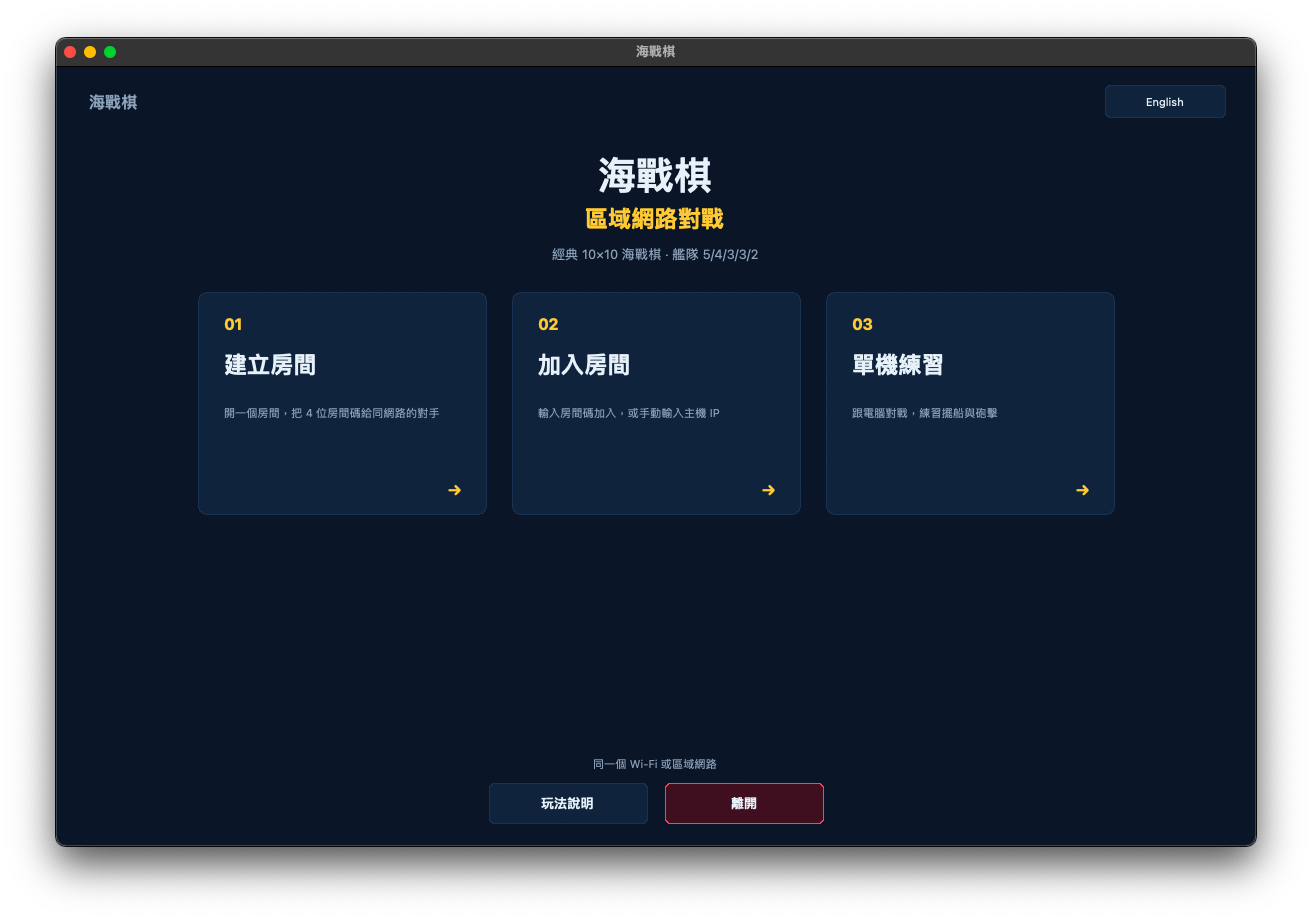 海戰棋
海戰棋
English
海戰棋
區域網路對戰
經典 10×10 海戰棋 · 艦隊 5/4/3/3/2
01
建立房間
開一個房間，把 4 位房間碼給同網路的對手
→
02
加入房間
輸入房間碼加入，或手動輸入主機 IP
→
03
單機練習
跟電腦對戰，練習擺船與砲擊
→
同一個 Wi-Fi 或區域網路
玩法說明
離開